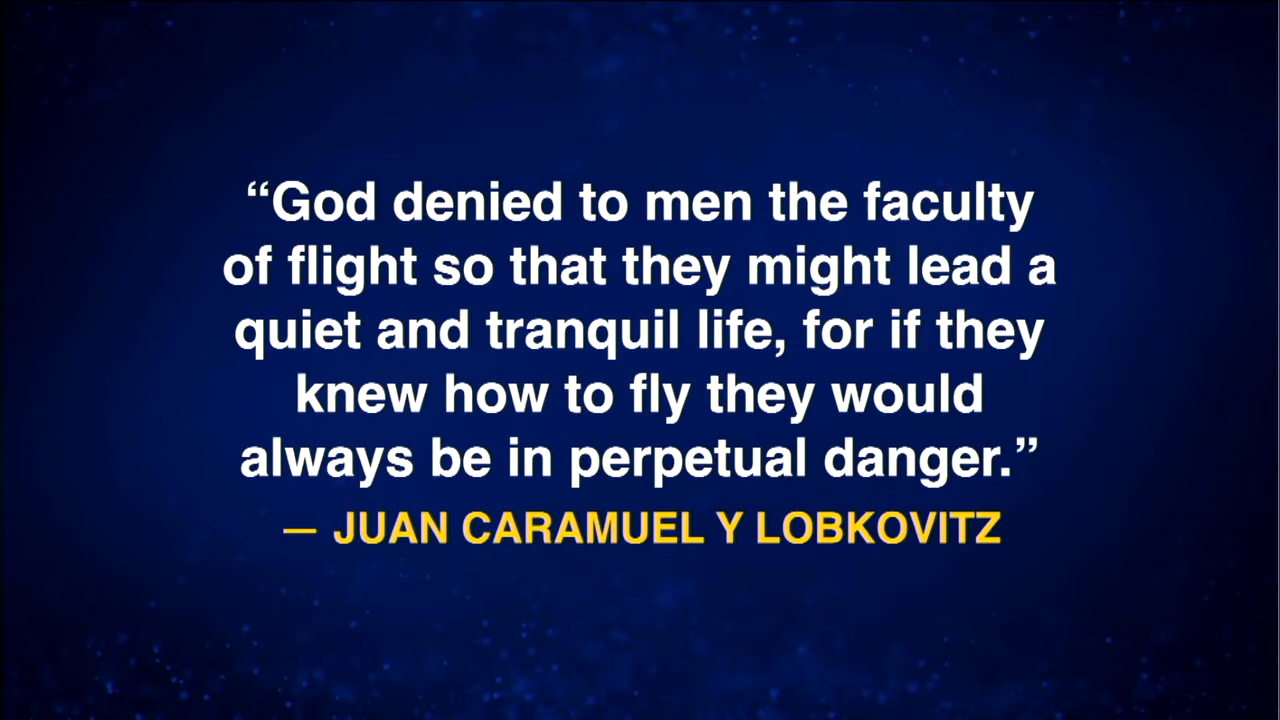 “God denied to men the faculty
of flight so that they might lead a
quiet and tranquil life, for if they
knew how to fly they would
always be in perpetual danger.”
— JUAN CARAMUEL Y LOBKOVITZ